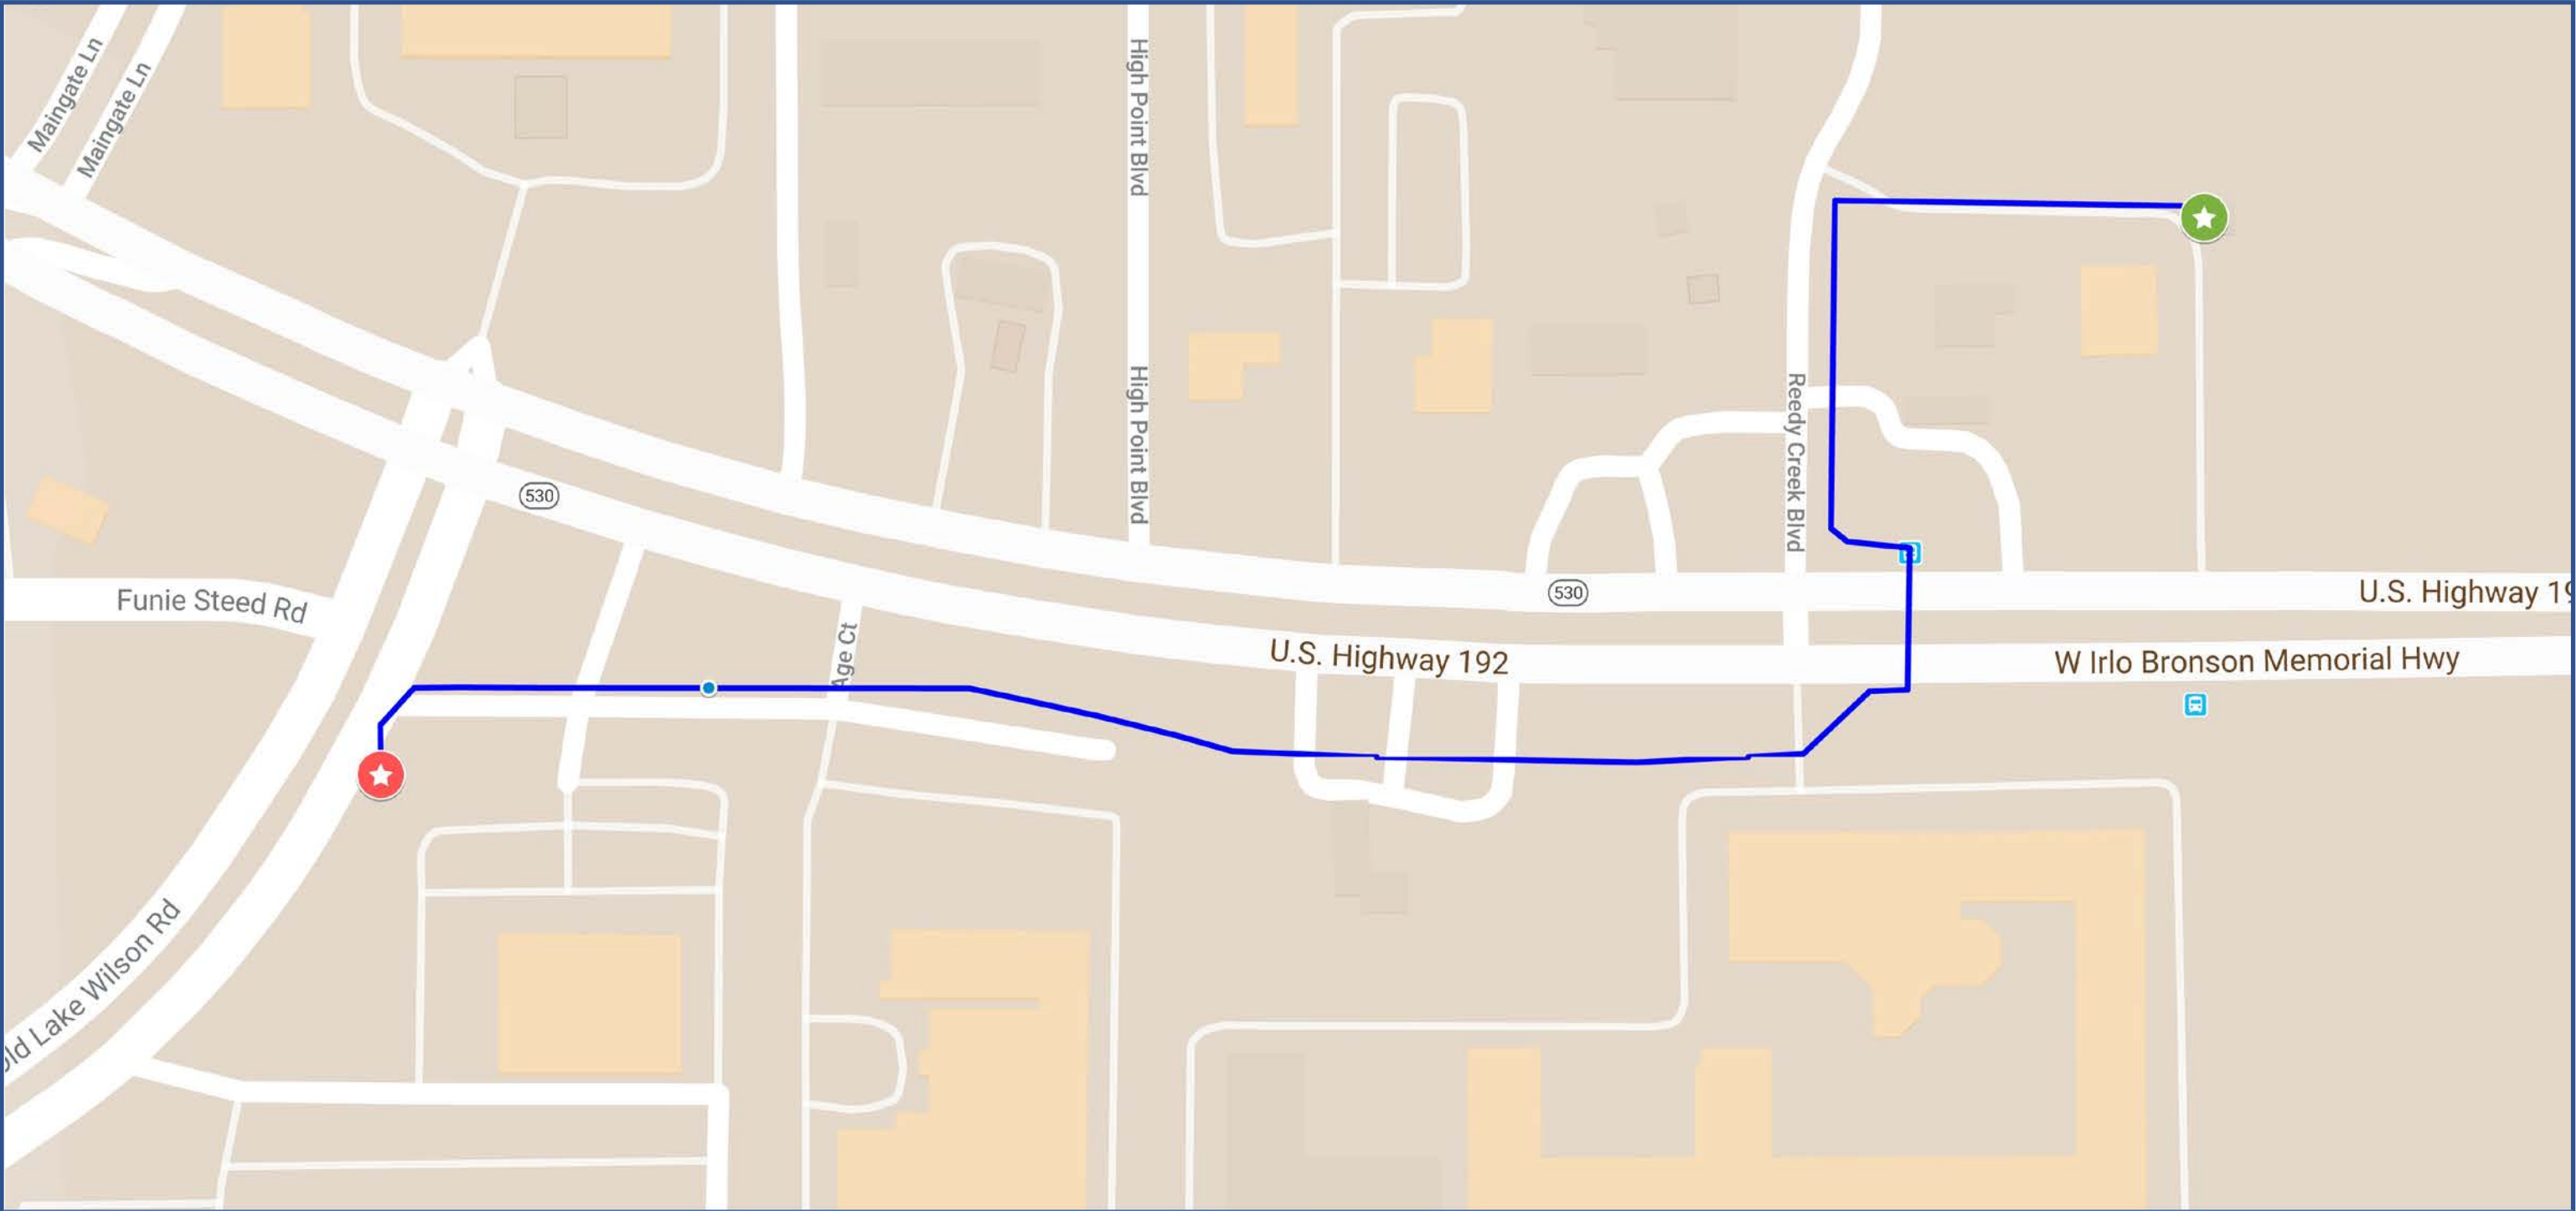 Maingate Ln
Maingate Ln
High Point Blvd
High Point Blvd
Reedy Creek Blvd
530
530
Funie Steed Rd
U.S. Highway 19
Age Ct
U.S. Highway 192
W Irlo Bronson Memorial Hwy
Old Lake Wilson Rd